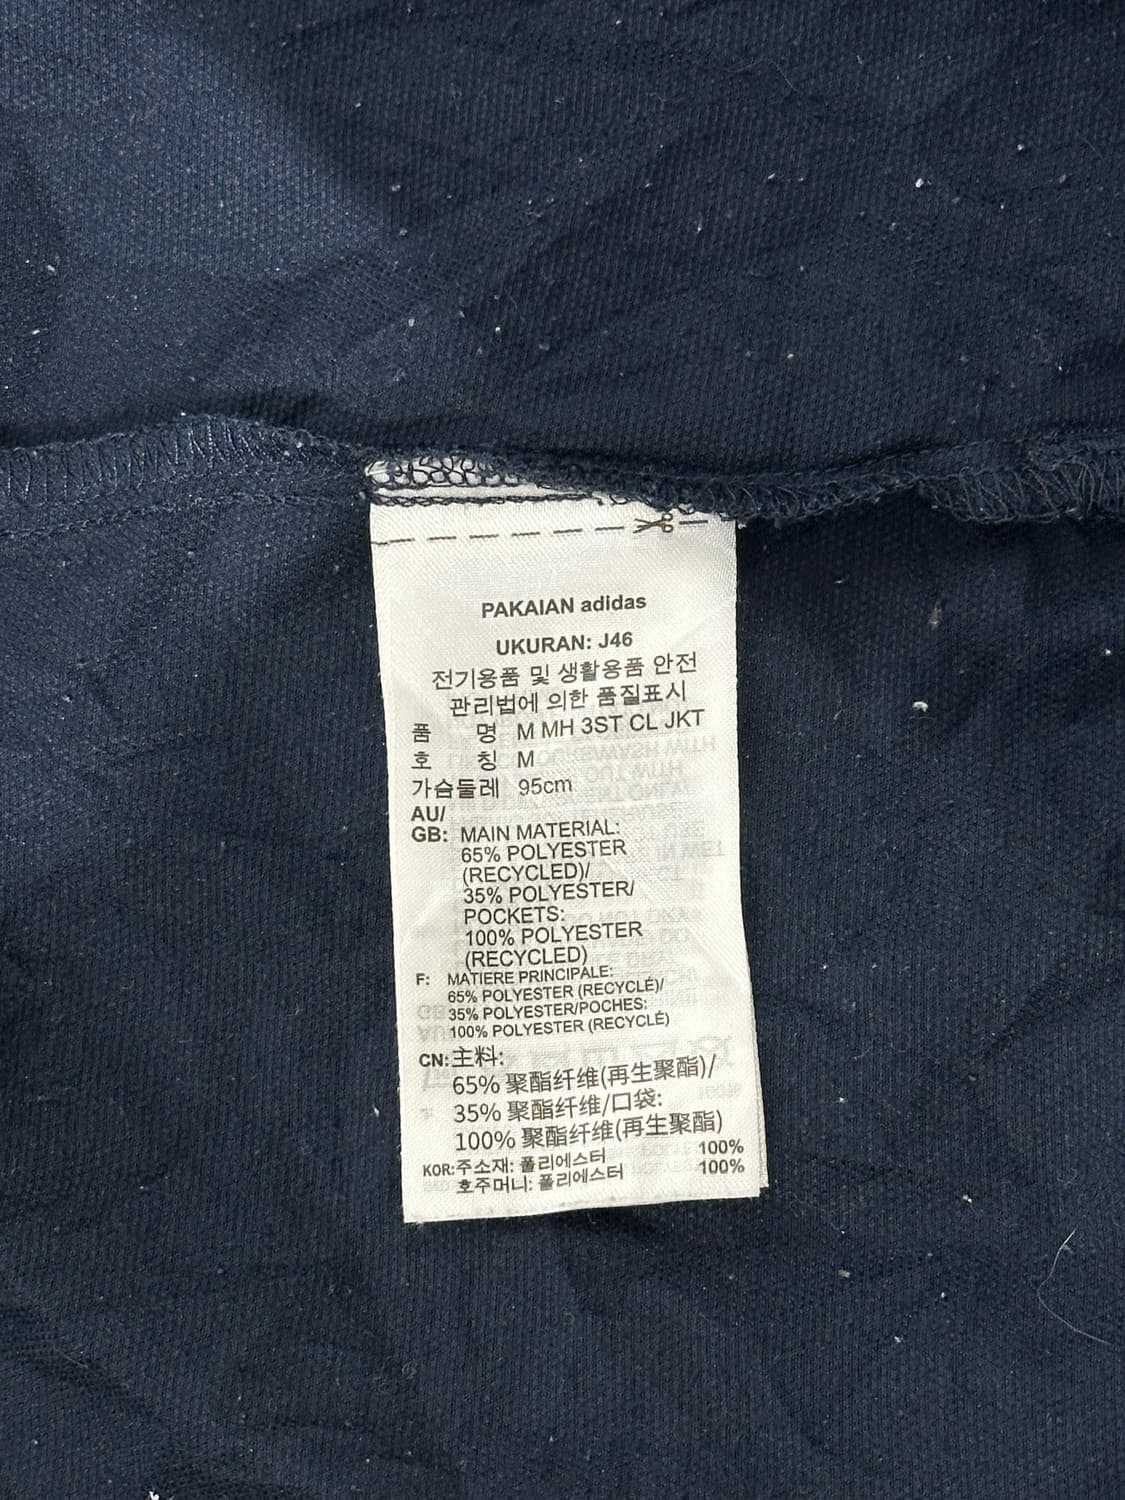 PAKAIAN adidas
UKURAN: J46
전기용품 및 생활용품 안전
관리법에 의한 품질표시
품 명 M MH 3ST CL JKT
호 칭 M
가슴둘레 95cm
AU/
GB: MAIN MATERIAL:
65% POLYESTER
(RECYCLED)/
35% POLYESTER/
POCKETS:
100% POLYESTER
(RECYCLED)
F: MATIERE PRINCIPALE:
65% POLYESTER (RECYCLÉ)/
35% POLYESTER/POCHES:
100% POLYESTER (RECYCLÉ)
CN:主料:
65% 聚酯纤维(再生聚酯)/
35% 聚酯纤维/口袋:
100% 聚酯纤维(再生聚酯)
KOR:주소재: 폴리에스터 100%
호주머니: 폴리에스터 100%